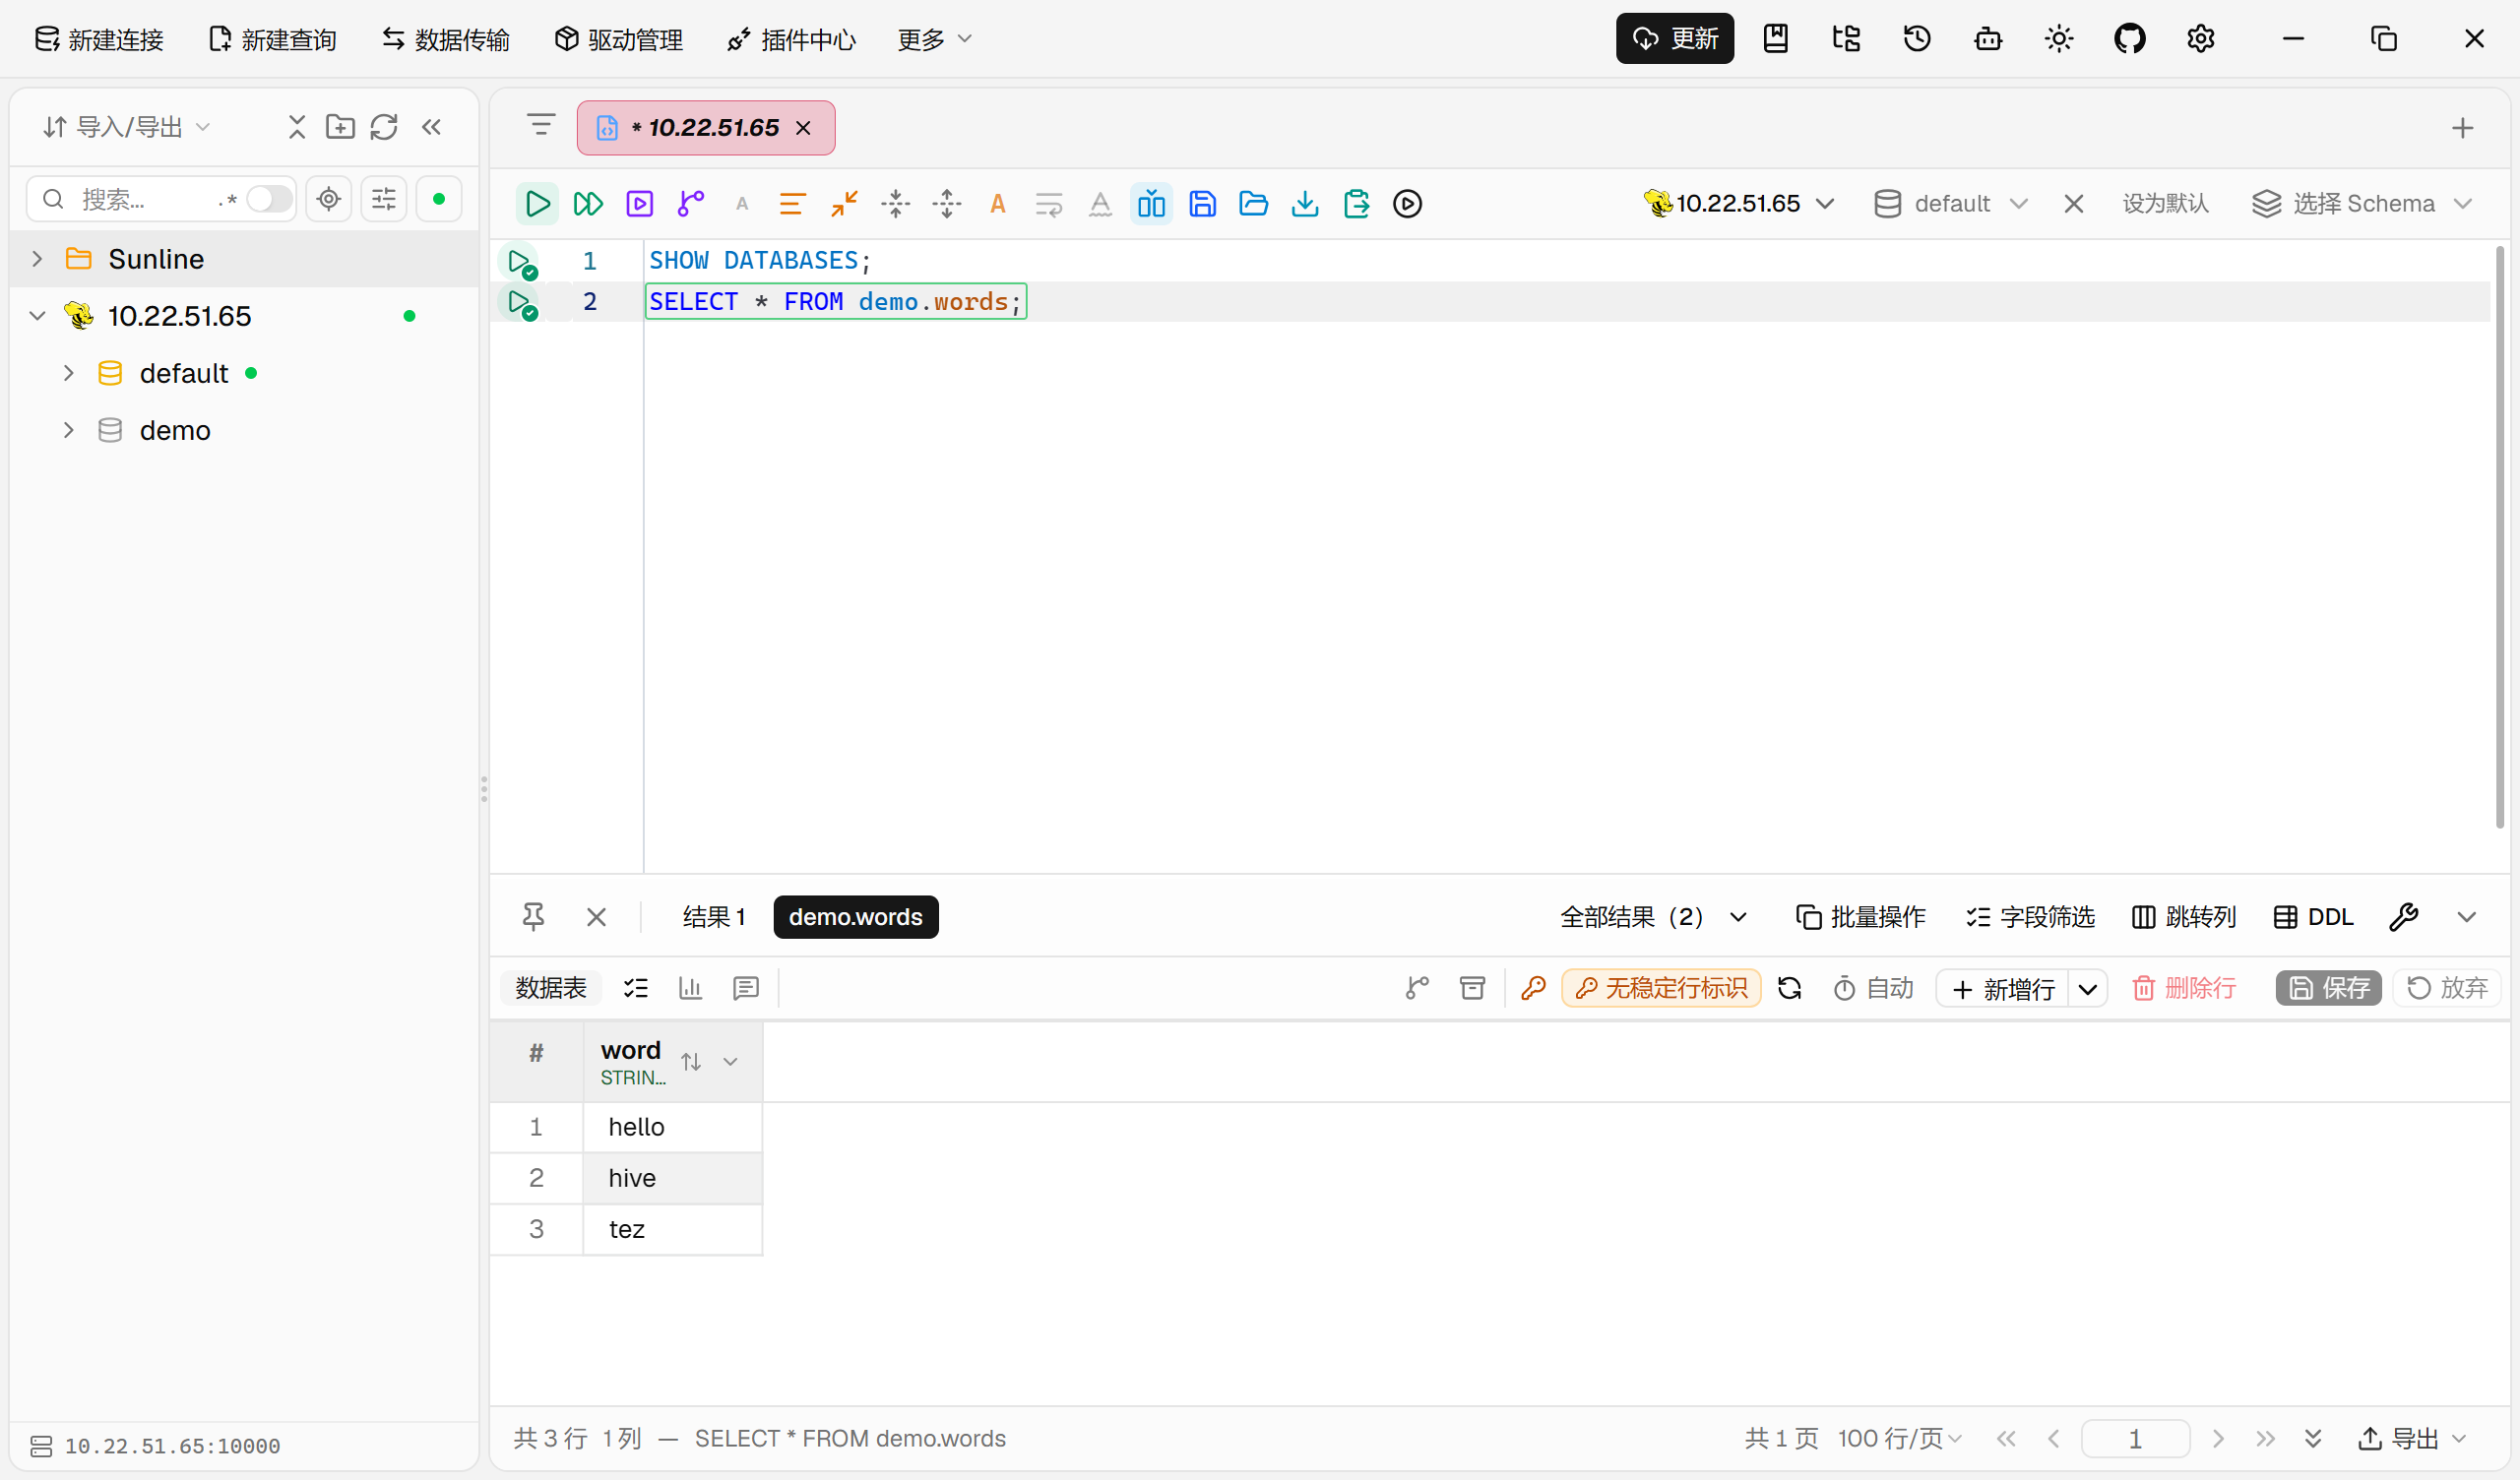 新建连接 新建查询 数据传输 驱动管理 插件中心 更多 更新
导入/导出
* 10.22.51.65
搜索... .*
A A A 10.22.51.65 default 设为默认 选择 Schema
Sunline
10.22.51.65
default
demo
1 SHOW DATABASES;
2 SELECT * FROM demo.words;
结果 1 demo.words 全部结果（2） 批量操作 字段筛选 跳转列 DDL
数据表 无稳定行标识 自动 新增行 删除行 保存 放弃
# word
STRIN...
1 hello
2 hive
3 tez
共 3 行 1 列 — SELECT * FROM demo.words 共 1 页 100 行/页 1 导出
10.22.51.65:10000